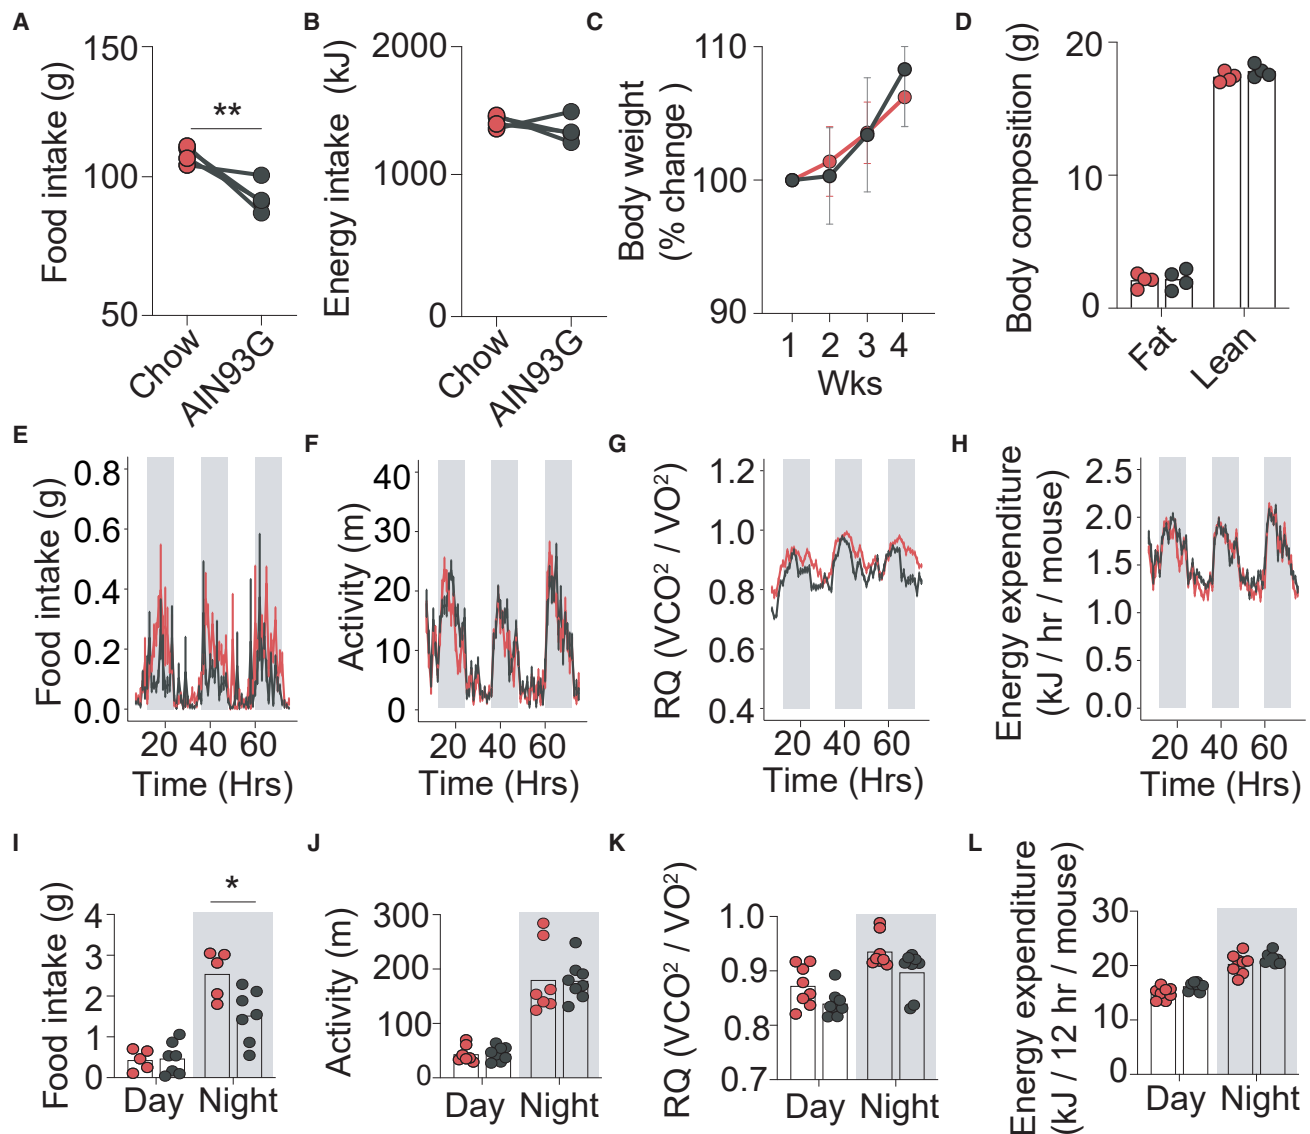 A
Food intake (g)
150
100
50
**
Chow
AIN93G
B
Energy intake (kJ)
2000
1000
0
Chow
AIN93G
C
Body weight
(% change )
110
100
90
1 2 3 4
Wks
D
Body composition (g)
20
10
0
Fat
Lean
E
Food intake (g)
0.8
0.6
0.4
0.2
0.0
20 40 60
Time (Hrs)
F
Activity (m)
40
30
20
10
0
20 40 60
Time (Hrs)
G
RQ (VCO² / VO²)
1.2
1.0
0.8
0.6
0.4
20 40 60
Time (Hrs)
H
Energy expenditure
(kJ / hr / mouse)
2.5
2.0
1.5
1.0
0.5
0.0
20 40 60
Time (Hrs)
I
Food intake (g)
4
3
2
1
0
*
Day Night
J
Activity (m)
300
200
100
0
Day Night
K
RQ (VCO² / VO²)
1.0
0.9
0.8
0.7
Day Night
L
Energy expenditure
(kJ / 12 hr / mouse)
30
20
10
0
Day Night